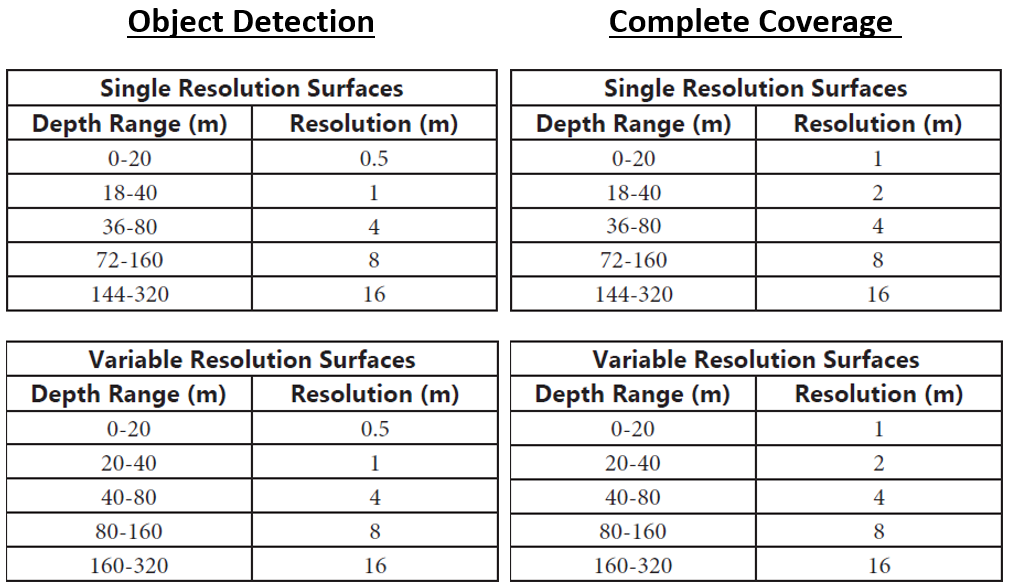 Object Detection
Complete Coverage
Single Resolution Surfaces
Depth Range (m) Resolution (m)
0-20 0.5
18-40 1
36-80 4
72-160 8
144-320 16
Single Resolution Surfaces
Depth Range (m) Resolution (m)
0-20 1
18-40 2
36-80 4
72-160 8
144-320 16
Variable Resolution Surfaces
Depth Range (m) Resolution (m)
0-20 0.5
20-40 1
40-80 4
80-160 8
160-320 16
Variable Resolution Surfaces
Depth Range (m) Resolution (m)
0-20 1
20-40 2
40-80 4
80-160 8
160-320 16